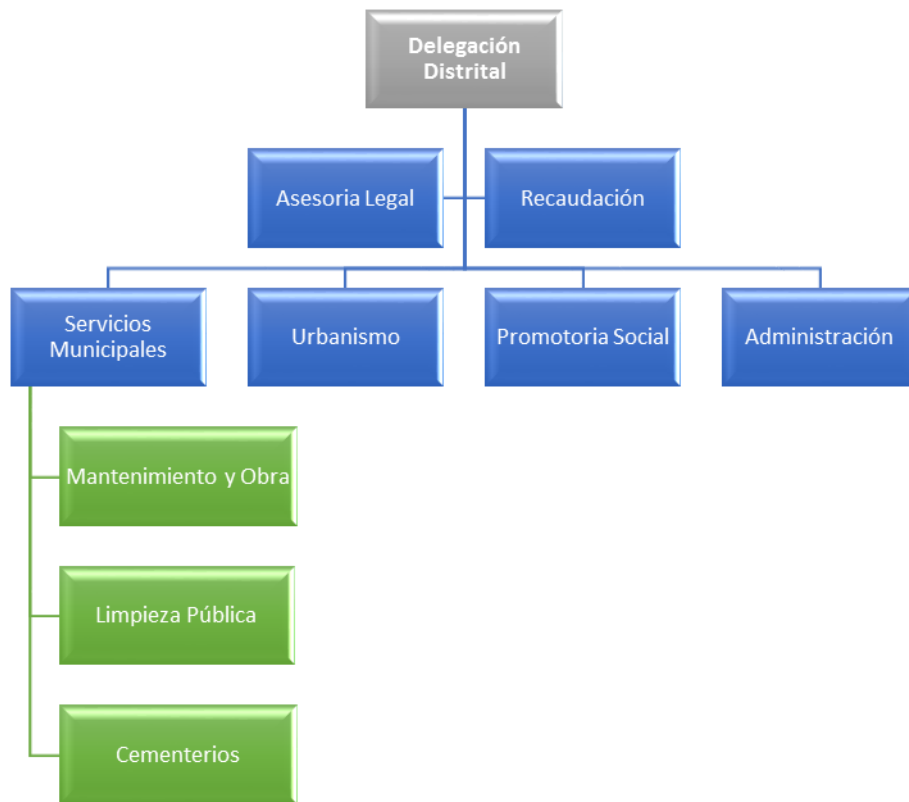 Delegación
Distrital
Asesoria Legal
Recaudación
Servicios
Municipales
Urbanismo
Promotoria Social
Administración
Mantenimiento y Obra
Limpieza Pública
Cementerios